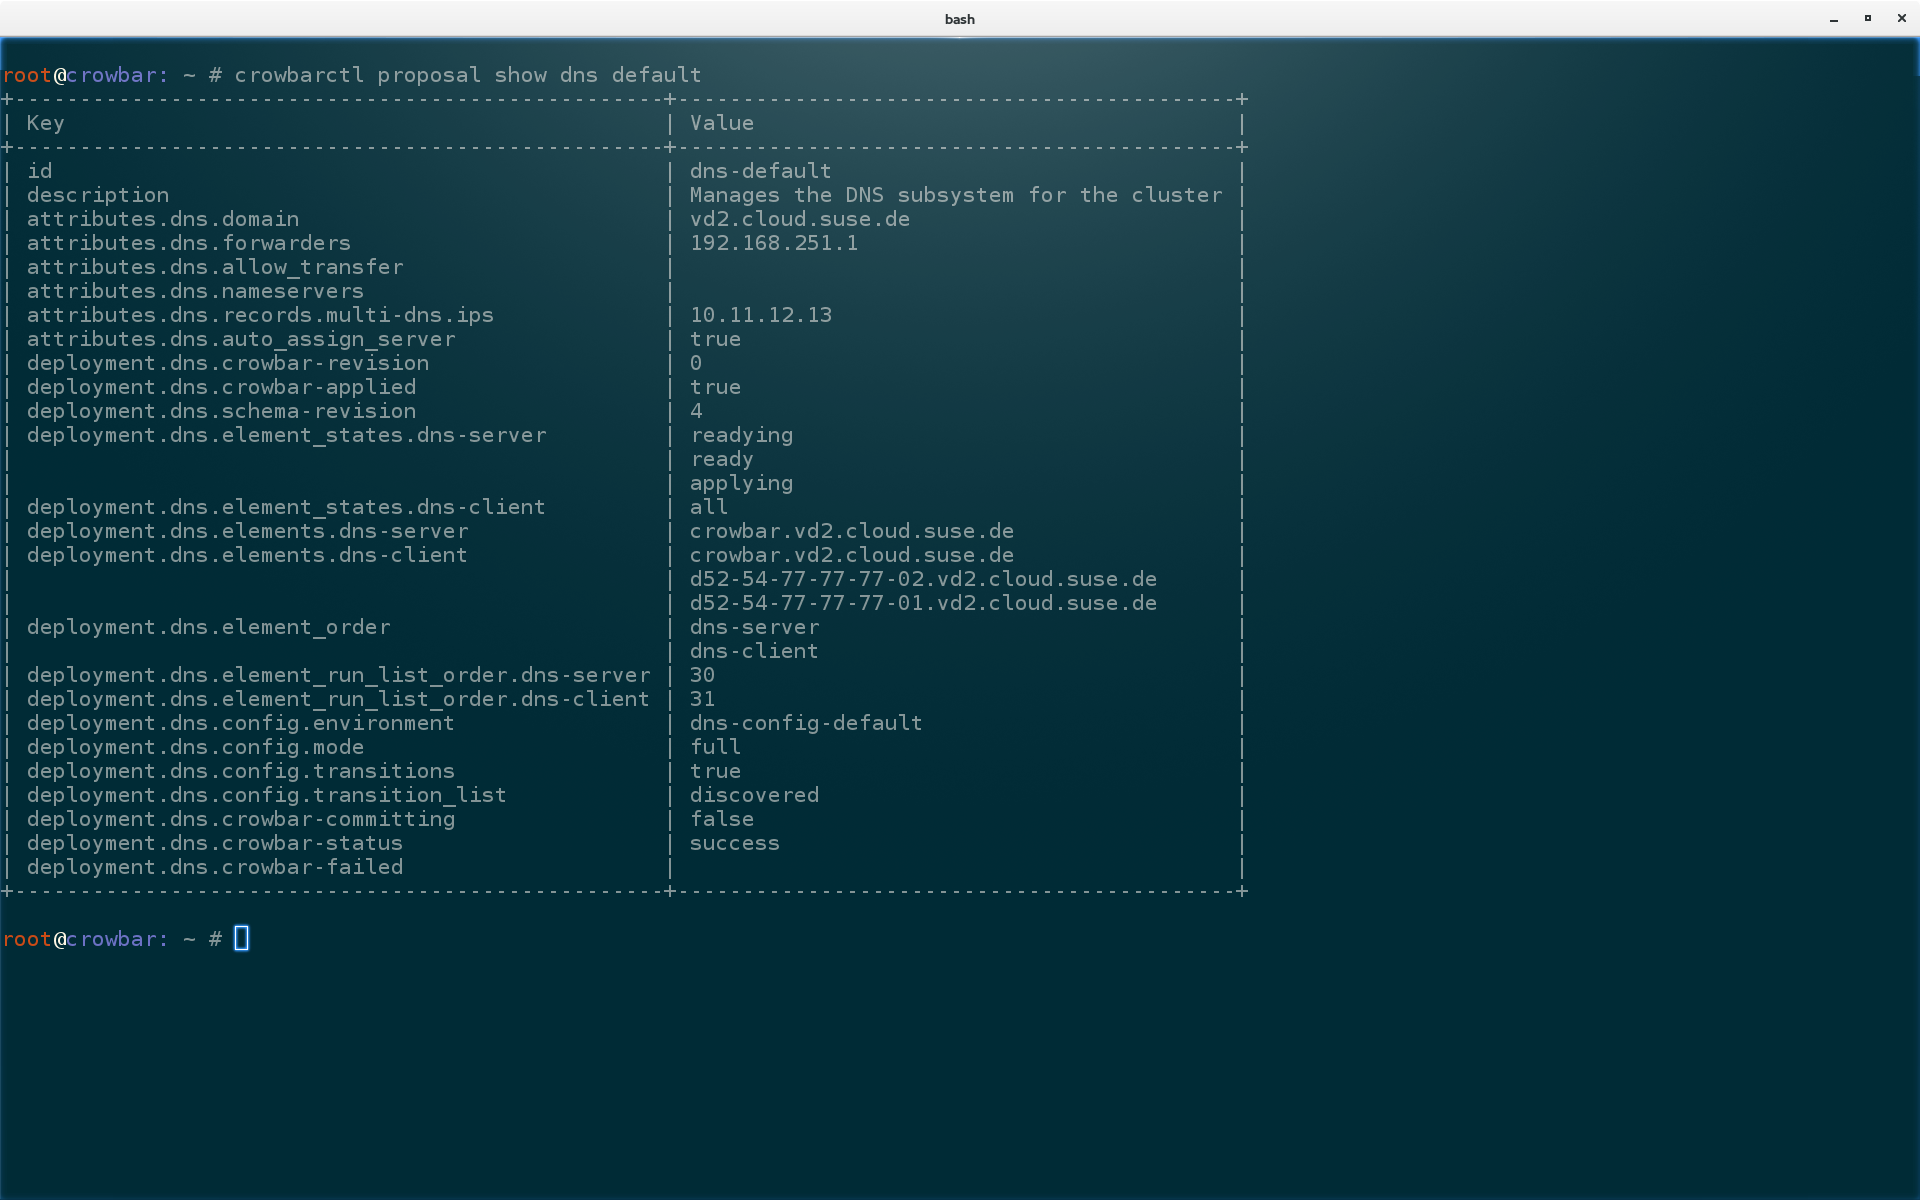 bash
root@crowbar: ~ # crowbarctl proposal show dns default
+--------------------------------------------------+-------------------------------------------+
| Key                                              | Value                                     |
+--------------------------------------------------+-------------------------------------------+
| id                                               | dns-default                               |
| description                                      | Manages the DNS subsystem for the cluster |
| attributes.dns.domain                            | vd2.cloud.suse.de                         |
| attributes.dns.forwarders                        | 192.168.251.1                             |
| attributes.dns.allow_transfer                    |                                           |
| attributes.dns.nameservers                       |                                           |
| attributes.dns.records.multi-dns.ips             | 10.11.12.13                               |
| attributes.dns.auto_assign_server                | true                                      |
| deployment.dns.crowbar-revision                  | 0                                         |
| deployment.dns.crowbar-applied                   | true                                      |
| deployment.dns.schema-revision                   | 4                                         |
| deployment.dns.element_states.dns-server         | readying                                  |
|                                                  | ready                                     |
|                                                  | applying                                  |
| deployment.dns.element_states.dns-client         | all                                       |
| deployment.dns.elements.dns-server               | crowbar.vd2.cloud.suse.de                 |
| deployment.dns.elements.dns-client               | crowbar.vd2.cloud.suse.de                 |
|                                                  | d52-54-77-77-77-02.vd2.cloud.suse.de      |
|                                                  | d52-54-77-77-77-01.vd2.cloud.suse.de      |
| deployment.dns.element_order                     | dns-server                                |
|                                                  | dns-client                                |
| deployment.dns.element_run_list_order.dns-server | 30                                        |
| deployment.dns.element_run_list_order.dns-client | 31                                        |
| deployment.dns.config.environment                | dns-config-default                        |
| deployment.dns.config.mode                       | full                                      |
| deployment.dns.config.transitions                | true                                      |
| deployment.dns.config.transition_list            | discovered                                |
| deployment.dns.crowbar-committing                | false                                     |
| deployment.dns.crowbar-status                    | success                                   |
| deployment.dns.crowbar-failed                    |                                           |
+--------------------------------------------------+-------------------------------------------+
root@crowbar: ~ #